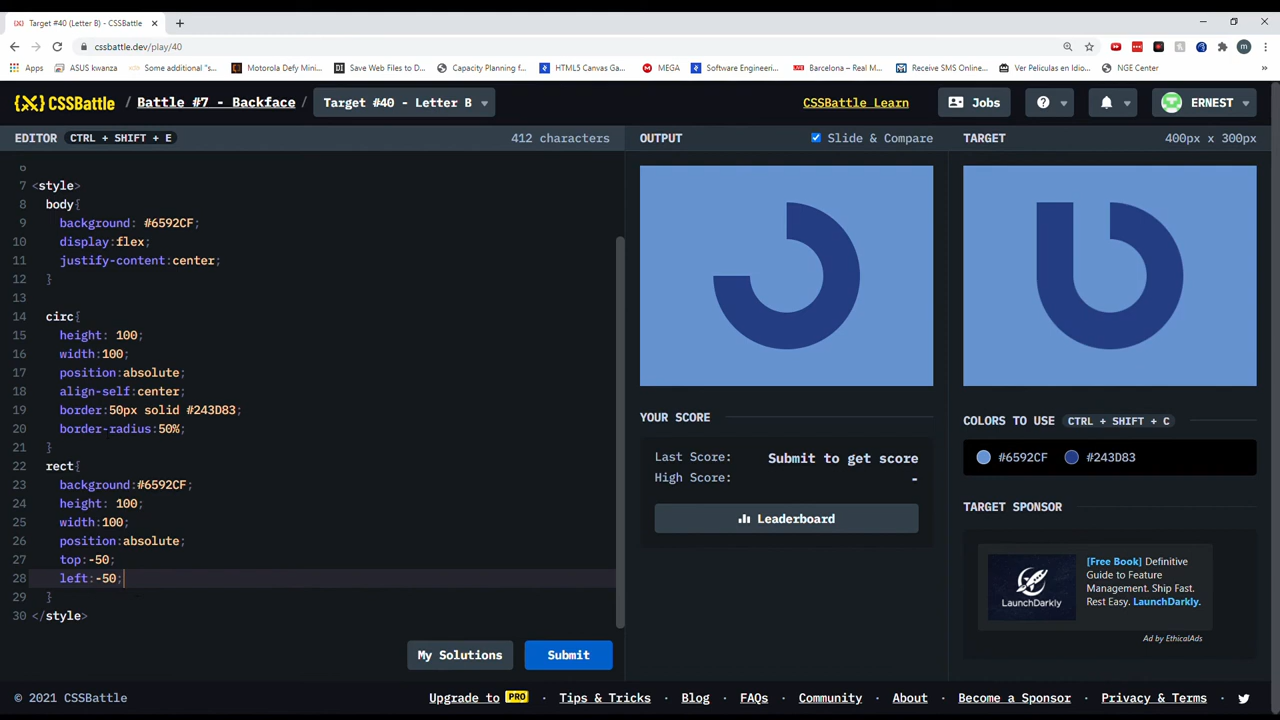 Target #40 (Letter B) - CSSBattle
cssbattle.dev/play/40
Apps
ASUS kwanza
Some additional "s...
Motorola Defy Mini...
Save Web Files to D...
Capacity Planning f...
HTML5 Canvas Ga...
MEGA
Software Engineeri...
Barcelona – Real M...
Receive SMS Online...
Ver Peliculas en Idio...
NGE Center
CSSBattle / Battle #7 - Backface / Target #40 - Letter B
CSSBattle Learn
Jobs
ERNEST
EDITOR CTRL + SHIFT + E 412 characters
OUTPUT Slide & Compare
TARGET 400px x 300px
6
7 <style>
8 body{
9 background: #6592CF;
10 display:flex;
11 justify-content:center;
12 }
13
14 circ{
15 height: 100;
16 width:100;
17 position:absolute;
18 align-self:center;
19 border:50px solid #243D83;
20 border-radius:50%;
21 }
22 rect{
23 background:#6592CF;
24 height: 100;
25 width:100;
26 position:absolute;
27 top:-50;
28 left:-50;
29 }
30 </style>
My Solutions
Submit
YOUR SCORE
Last Score: Submit to get score
High Score: -
Leaderboard
COLORS TO USE CTRL + SHIFT + C
#6592CF #243D83
TARGET SPONSOR
LaunchDarkly
[Free Book] Definitive
Guide to Feature
Management. Ship Fast.
Rest Easy. LaunchDarkly.
Ad by EthicalAds
© 2021 CSSBattle
Upgrade to PRO · Tips & Tricks · Blog · FAQs · Community · About · Become a Sponsor · Privacy & Terms